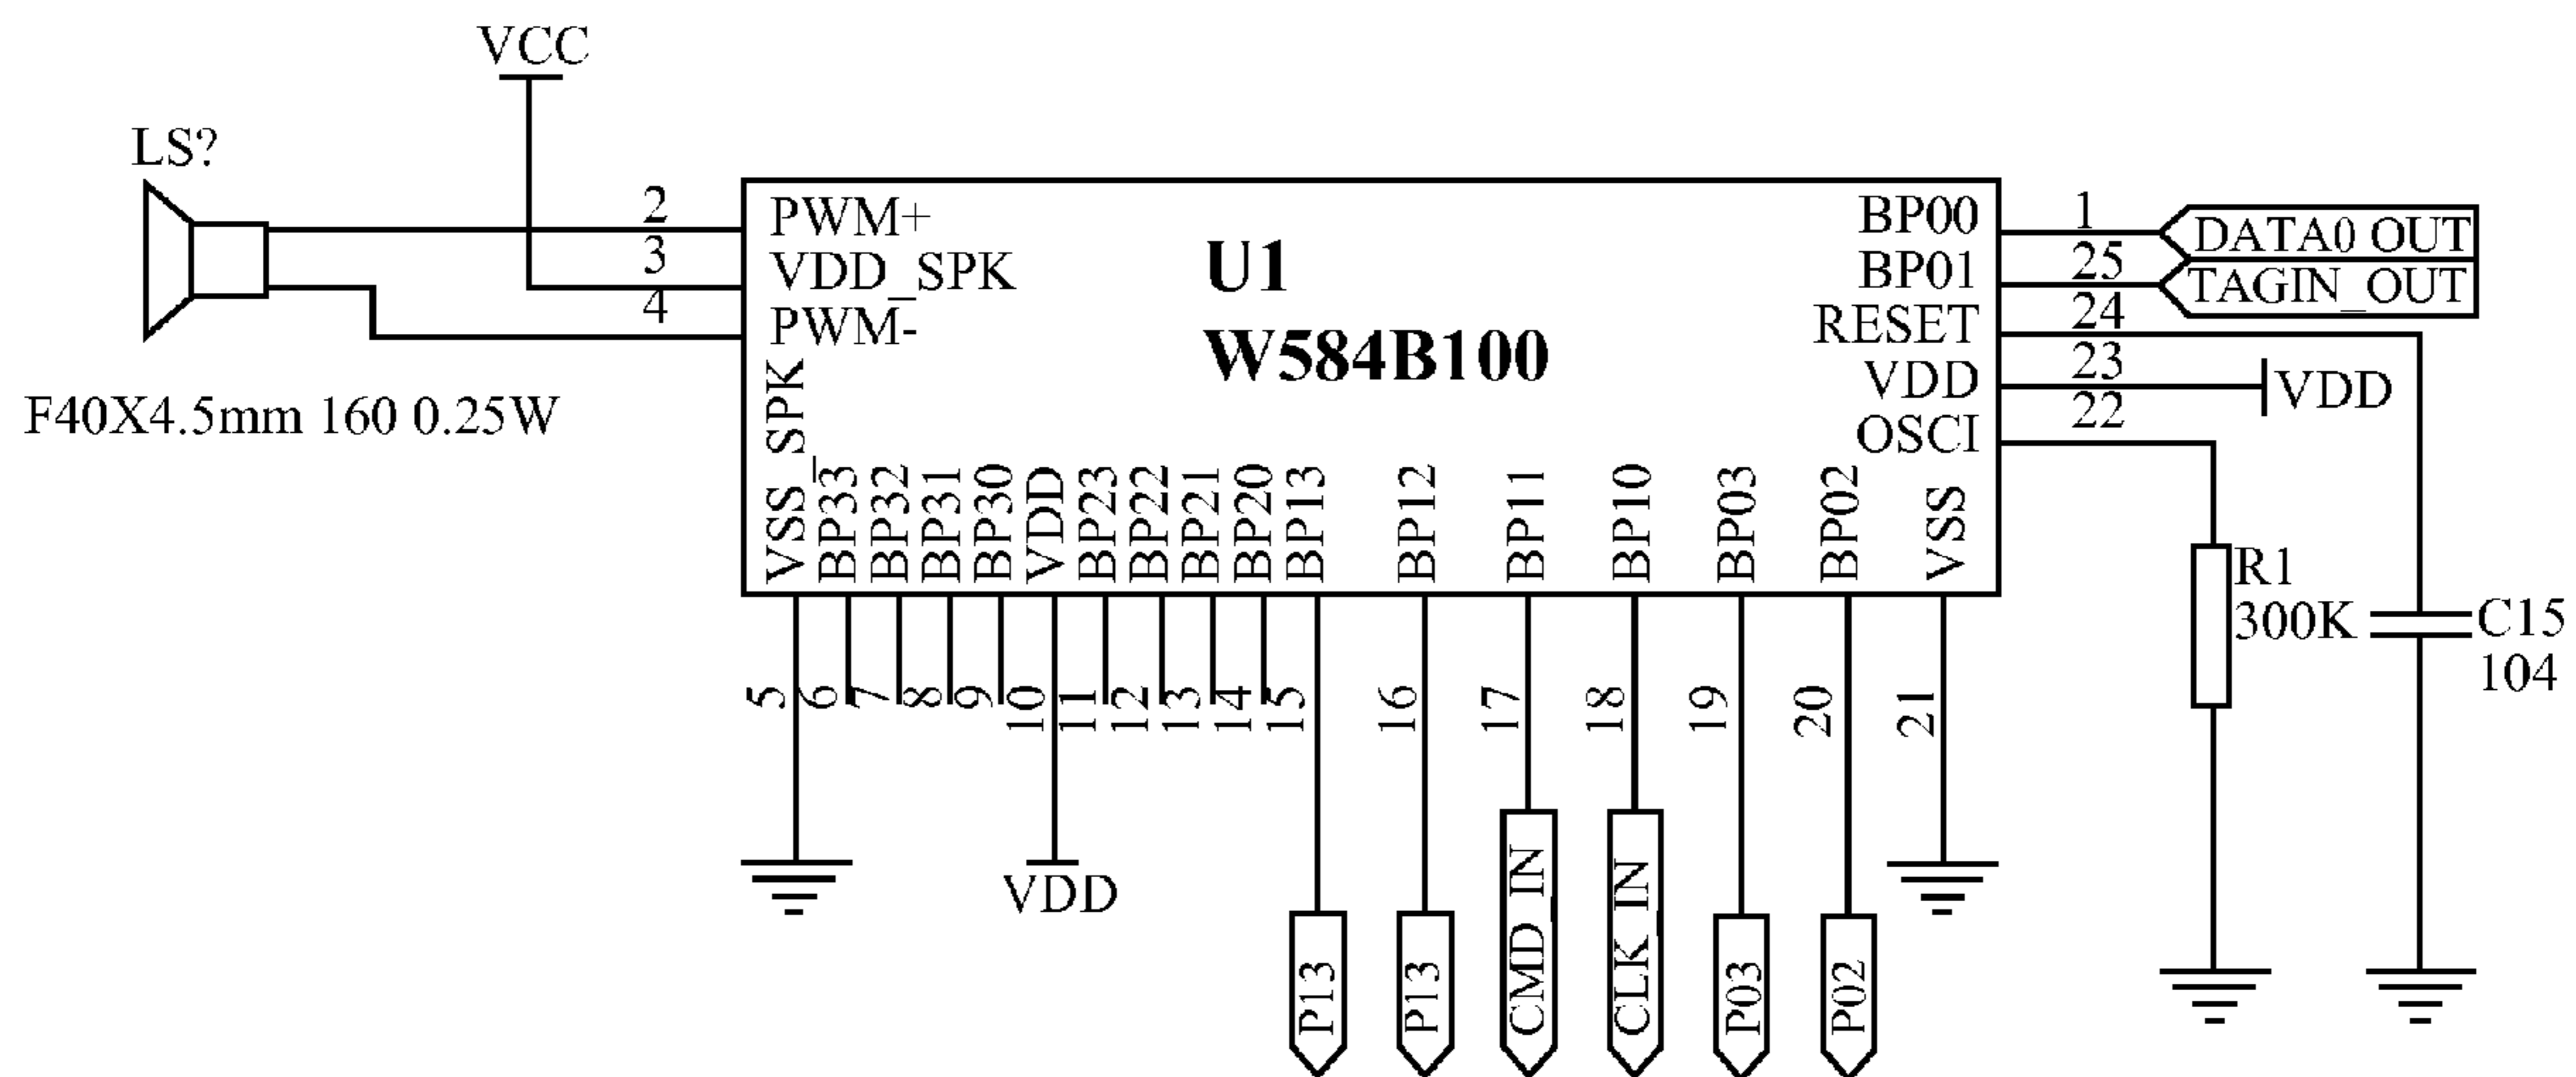 VCC
LS?
F40X4.5mm 160 0.25W
2
3
4
PWM+
VDD_SPK
PWM-
U1
W584B100
BP00
BP01
RESET
VDD
OSCI
1
25
24
23
22
DATA0 OUT
TAGIN_OUT
VDD
R1
300K
C15
104
VSS_SPK
BP33
BP32
BP31
BP30
VDD
BP23
BP22
BP21
BP20
BP13
BP12
BP11
BP10
BP03
BP02
VSS
5
6
7
8
9
10
11
12
13
14
15
16
17
18
19
20
21
VDD
P13
P13
CMD_IN
CLK_IN
P03
P02